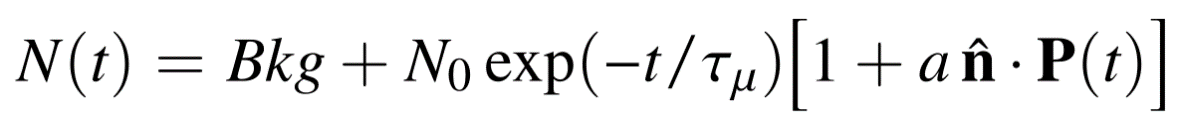 N(t) = Bkg + N₀ exp(−t/τ_μ)[1 + a n̂ · P(t)]